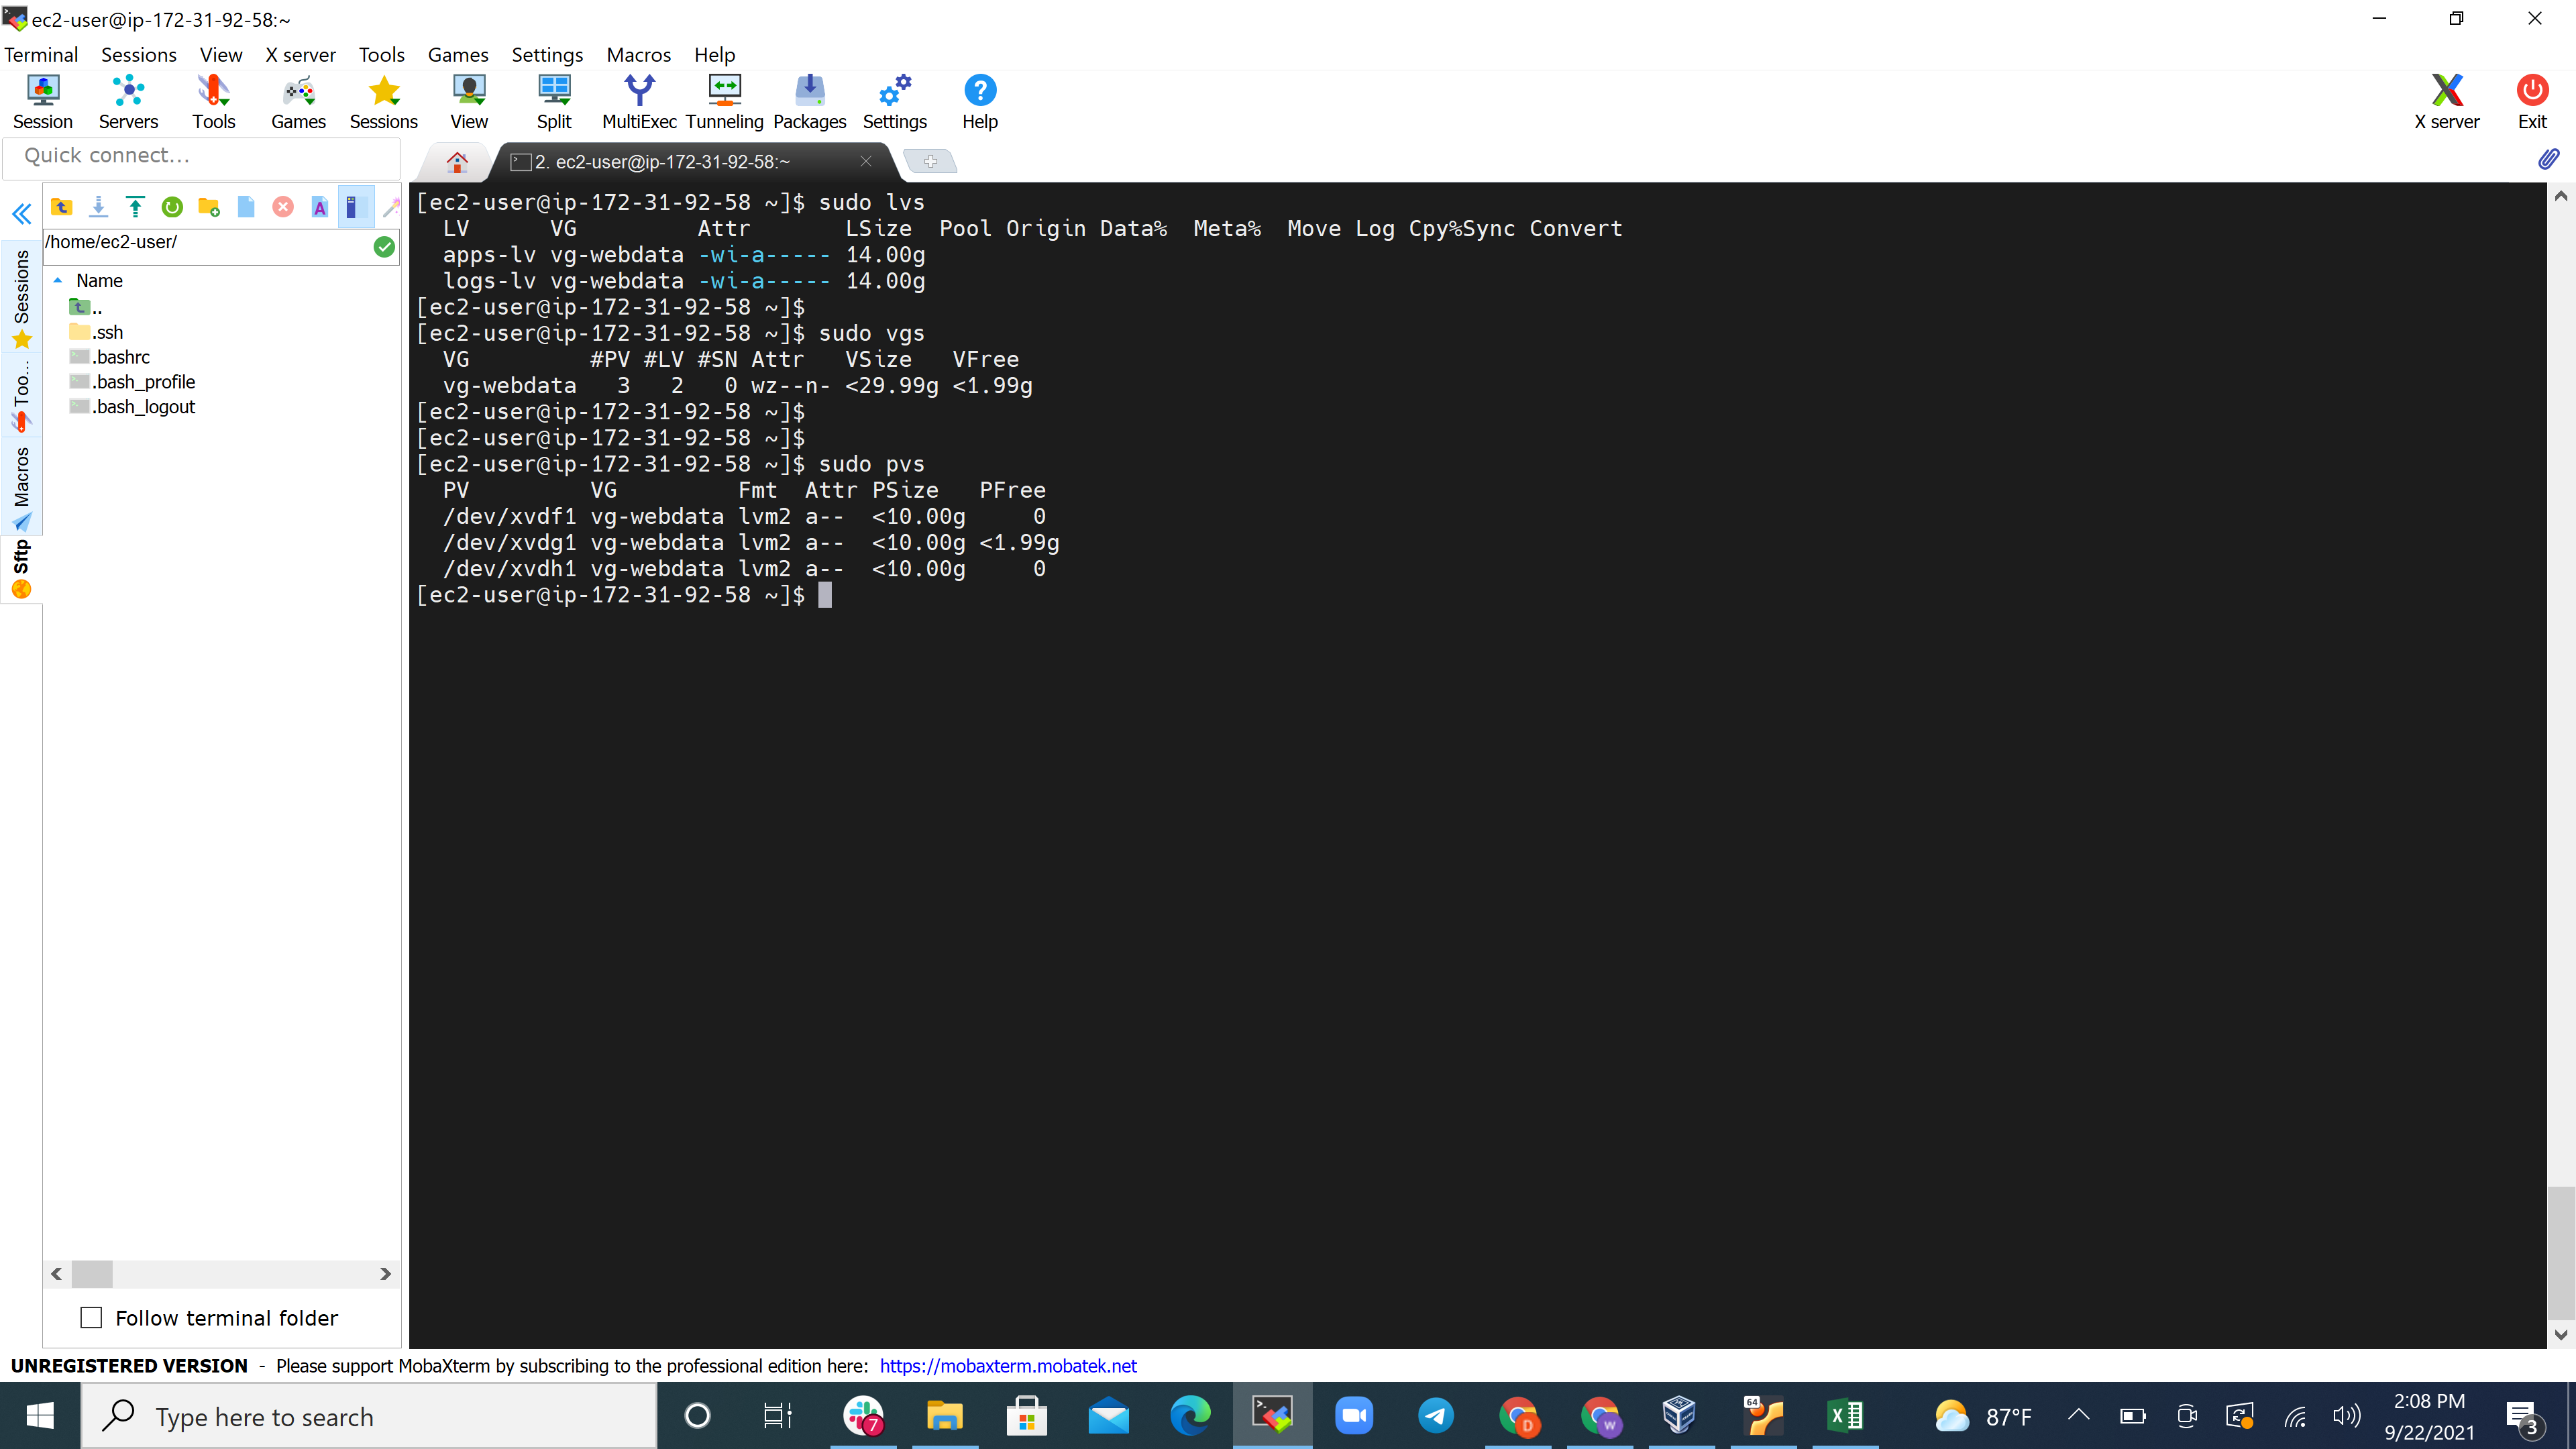 ec2-user@ip-172-31-92-58:~
Terminal Sessions View X server Tools Games Settings Macros Help
Session Servers Tools Games Sessions View Split MultiExec Tunneling Packages Settings Help X server Exit
Quick connect...
2. ec2-user@ip-172-31-92-58:~
/home/ec2-user/
Name
..
.ssh
.bashrc
.bash_profile
.bash_logout
Sessions
Too...
Macros
Sftp
[ec2-user@ip-172-31-92-58 ~]$ sudo lvs
  LV      VG         Attr       LSize  Pool Origin Data%  Meta%  Move Log Cpy%Sync Convert
  apps-lv vg-webdata -wi-a----- 14.00g
  logs-lv vg-webdata -wi-a----- 14.00g
[ec2-user@ip-172-31-92-58 ~]$
[ec2-user@ip-172-31-92-58 ~]$ sudo vgs
  VG         #PV #LV #SN Attr   VSize   VFree
  vg-webdata   3   2   0 wz--n- <29.99g <1.99g
[ec2-user@ip-172-31-92-58 ~]$
[ec2-user@ip-172-31-92-58 ~]$
[ec2-user@ip-172-31-92-58 ~]$ sudo pvs
  PV         VG         Fmt  Attr PSize   PFree
  /dev/xvdf1 vg-webdata lvm2 a--  <10.00g     0
  /dev/xvdg1 vg-webdata lvm2 a--  <10.00g <1.99g
  /dev/xvdh1 vg-webdata lvm2 a--  <10.00g     0
[ec2-user@ip-172-31-92-58 ~]$
Follow terminal folder
UNREGISTERED VERSION - Please support MobaXterm by subscribing to the professional edition here: https://mobaxterm.mobatek.net
Type here to search
7
D
W
64
87°F
2:08 PM
9/22/2021
3